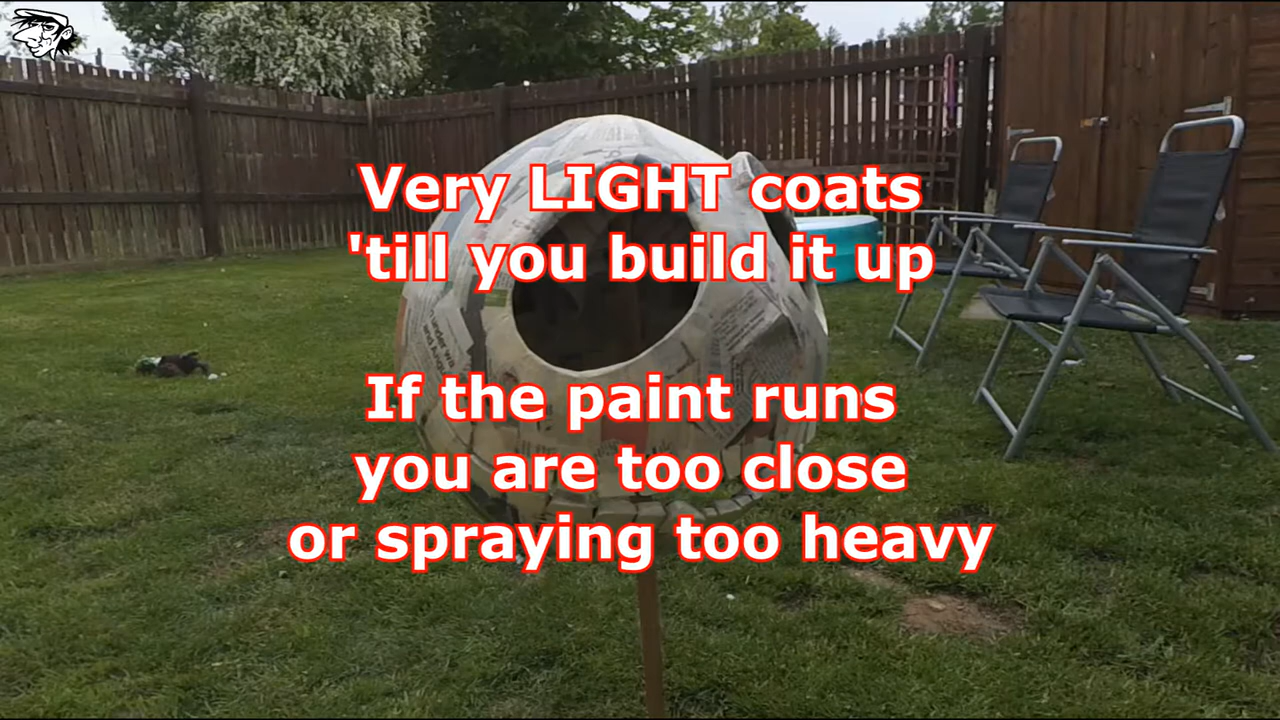 Very LIGHT coats
'till you build it up
If the paint runs
you are too close
or spraying too heavy